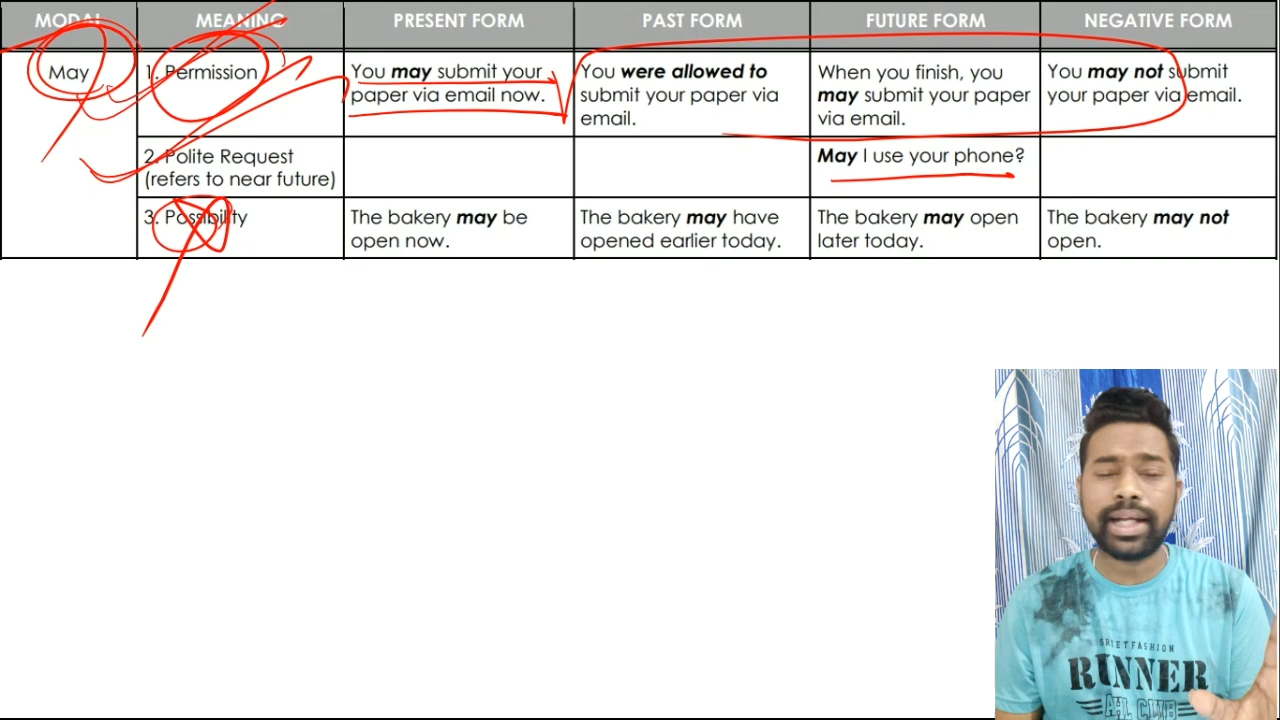 MODAL MEANING PRESENT FORM PAST FORM FUTURE FORM NEGATIVE FORM
May
1. Permission
You may submit your
paper via email now.
You were allowed to
submit your paper via
email.
When you finish, you
may submit your paper
via email.
You may not submit
your paper via email.
2. Polite Request
(refers to near future)
May I use your phone?
3. Possibility
The bakery may be
open now.
The bakery may have
opened earlier today.
The bakery may open
later today.
The bakery may not
open.
RUNNER